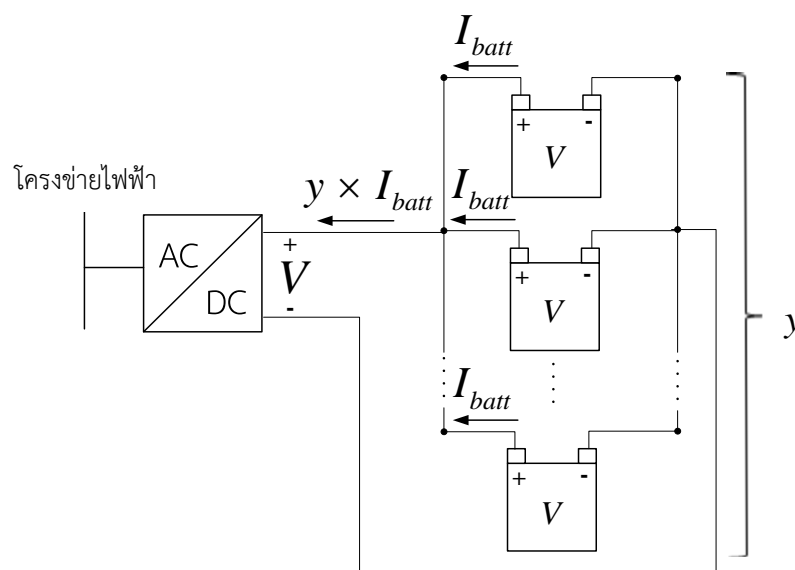 I_batt
+ -
V
โครงข่ายไฟฟ้า
y × I_batt
I_batt
AC
DC
+
V
-
+ -
V
y
I_batt
+ -
V